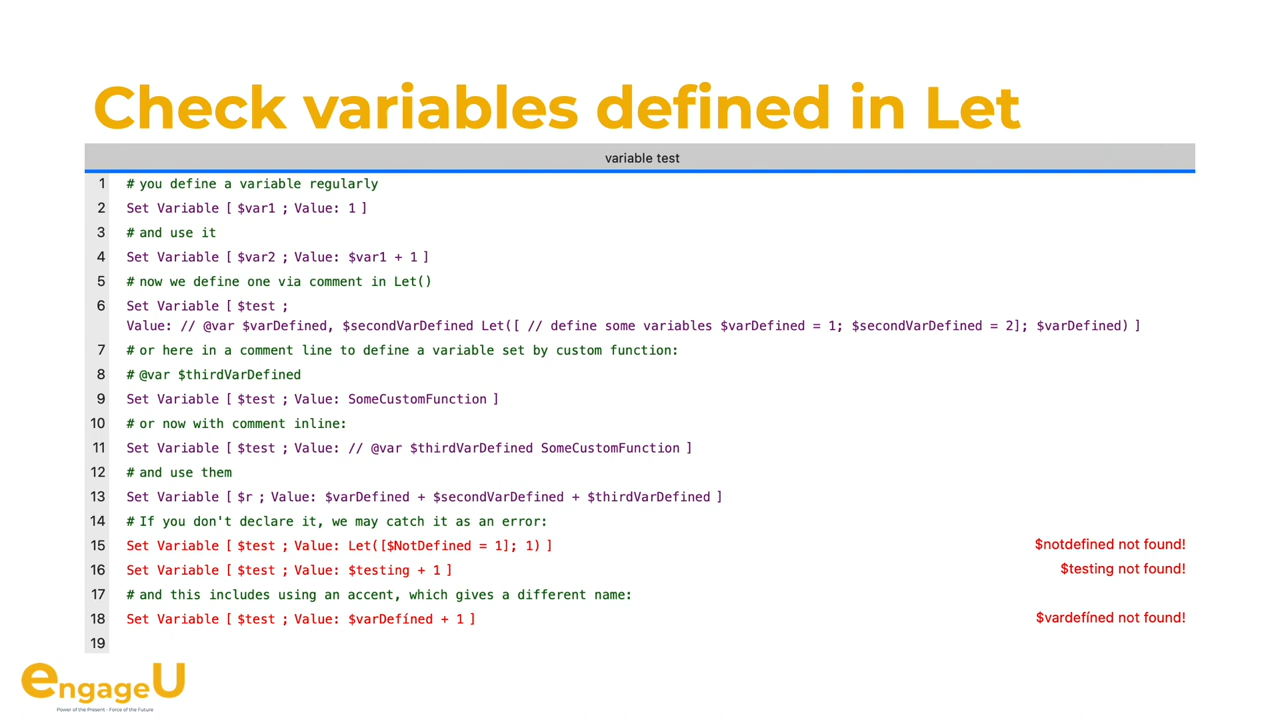 Check variables defined in Let
variable test
1 # you define a variable regularly
2 Set Variable [ $var1 ; Value: 1 ]
3 # and use it
4 Set Variable [ $var2 ; Value: $var1 + 1 ]
5 # now we define one via comment in Let()
6 Set Variable [ $test ;
Value: // @var $varDefined, $secondVarDefined Let([ // define some variables $varDefined = 1; $secondVarDefined = 2]; $varDefined) ]
7 # or here in a comment line to define a variable set by custom function:
8 # @var $thirdVarDefined
9 Set Variable [ $test ; Value: SomeCustomFunction ]
10 # or now with comment inline:
11 Set Variable [ $test ; Value: // @var $thirdVarDefined SomeCustomFunction ]
12 # and use them
13 Set Variable [ $r ; Value: $varDefined + $secondVarDefined + $thirdVarDefined ]
14 # If you don't declare it, we may catch it as an error:
15 Set Variable [ $test ; Value: Let([$NotDefined = 1]; 1) ] $notdefined not found!
16 Set Variable [ $test ; Value: $testing + 1 ] $testing not found!
17 # and this includes using an accent, which gives a different name:
18 Set Variable [ $test ; Value: $varDefíned + 1 ] $vardefíned not found!
19
engageU
Power of the Present - Force of the Future